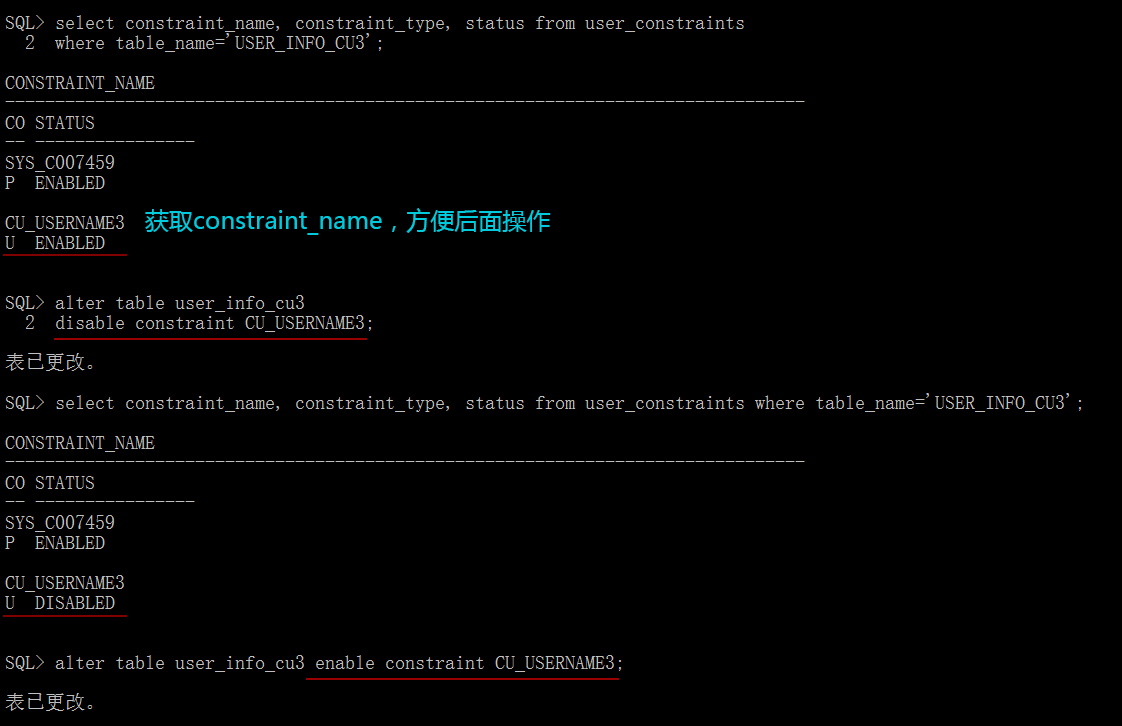 SQL> select constraint_name, constraint_type, status from user_constraints
2 where table_name='USER_INFO_CU3';
CONSTRAINT_NAME
--------------------------------------------------------------------------------
CO STATUS
-- ----------------
SYS_C007459
P ENABLED
CU_USERNAME3 获取constraint_name，方便后面操作
U ENABLED
SQL> alter table user_info_cu3
2 disable constraint CU_USERNAME3;
表已更改。
SQL> select constraint_name, constraint_type, status from user_constraints where table_name='USER_INFO_CU3';
CONSTRAINT_NAME
--------------------------------------------------------------------------------
CO STATUS
-- ----------------
SYS_C007459
P ENABLED
CU_USERNAME3
U DISABLED
SQL> alter table user_info_cu3 enable constraint CU_USERNAME3;
表已更改。